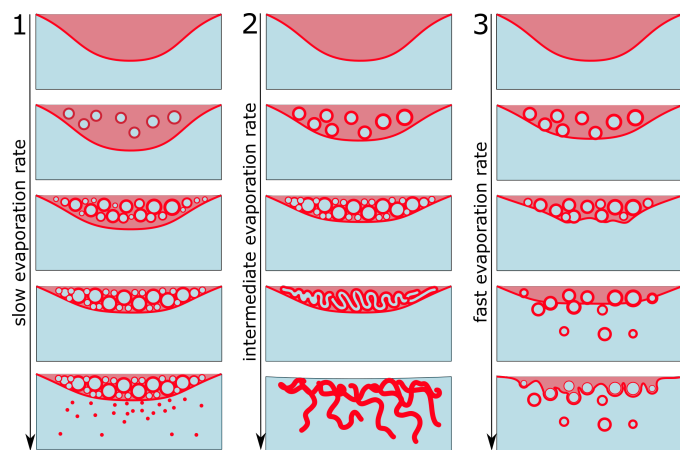 1
slow evaporation rate
2
intermediate evaporation rate
3
fast evaporation rate